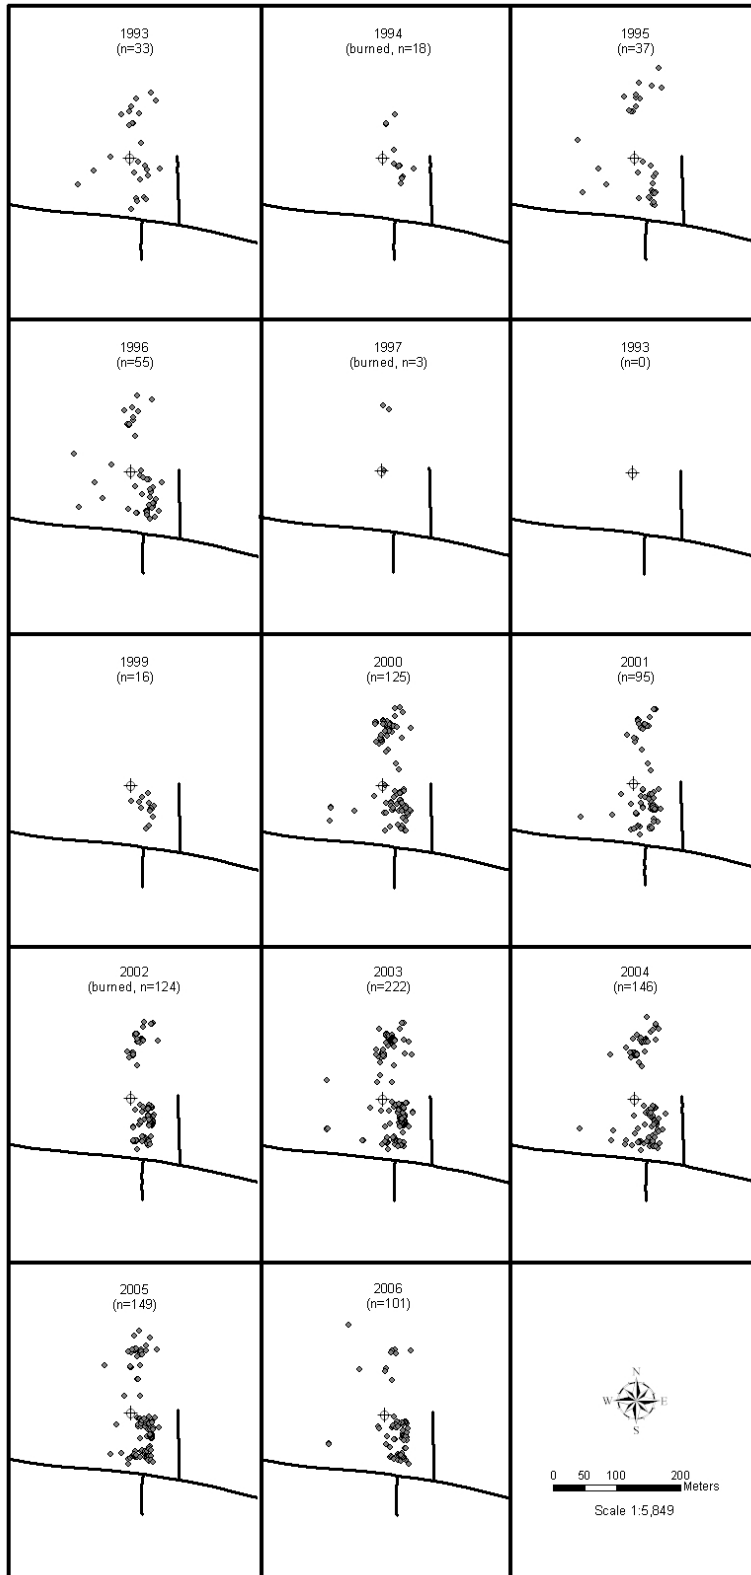 1993
(n=33)
1994
(burned, n=18)
1995
(n=37)
1996
(n=55)
1997
(burned, n=3)
1993
(n=0)
1999
(n=16)
2000
(n=125)
2001
(n=95)
2002
(burned, n=124)
2003
(n=222)
2004
(n=146)
2005
(n=149)
2006
(n=101)
N
W E
S
0 50 100 200
Meters
Scale 1:5,849